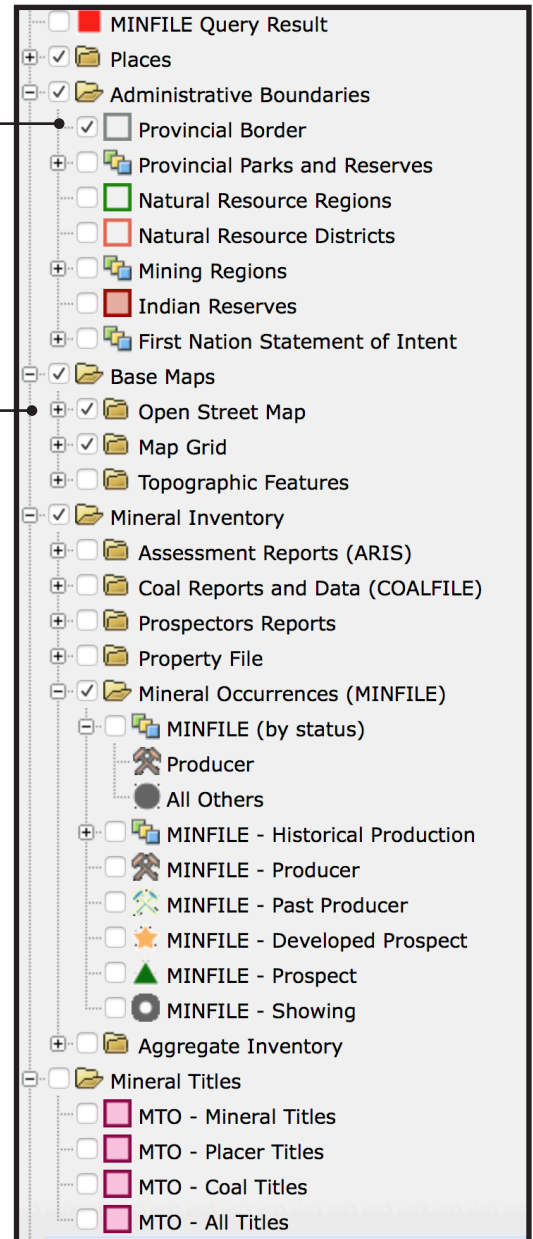 MINFILE Query Result
Places
Administrative Boundaries
Provincial Border
Provincial Parks and Reserves
Natural Resource Regions
Natural Resource Districts
Mining Regions
Indian Reserves
First Nation Statement of Intent
Base Maps
Open Street Map
Map Grid
Topographic Features
Mineral Inventory
Assessment Reports (ARIS)
Coal Reports and Data (COALFILE)
Prospectors Reports
Property File
Mineral Occurrences (MINFILE)
MINFILE (by status)
Producer
All Others
MINFILE - Historical Production
MINFILE - Producer
MINFILE - Past Producer
MINFILE - Developed Prospect
MINFILE - Prospect
MINFILE - Showing
Aggregate Inventory
Mineral Titles
MTO - Mineral Titles
MTO - Placer Titles
MTO - Coal Titles
MTO - All Titles